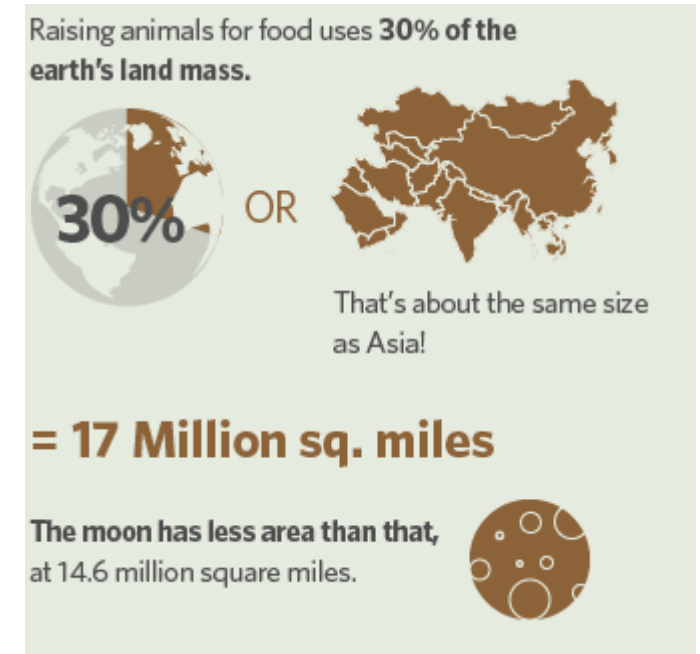 Raising animals for food uses 30% of the
earth's land mass.
30%
OR
That's about the same size
as Asia!
= 17 Million sq. miles
The moon has less area than that,
at 14.6 million square miles.